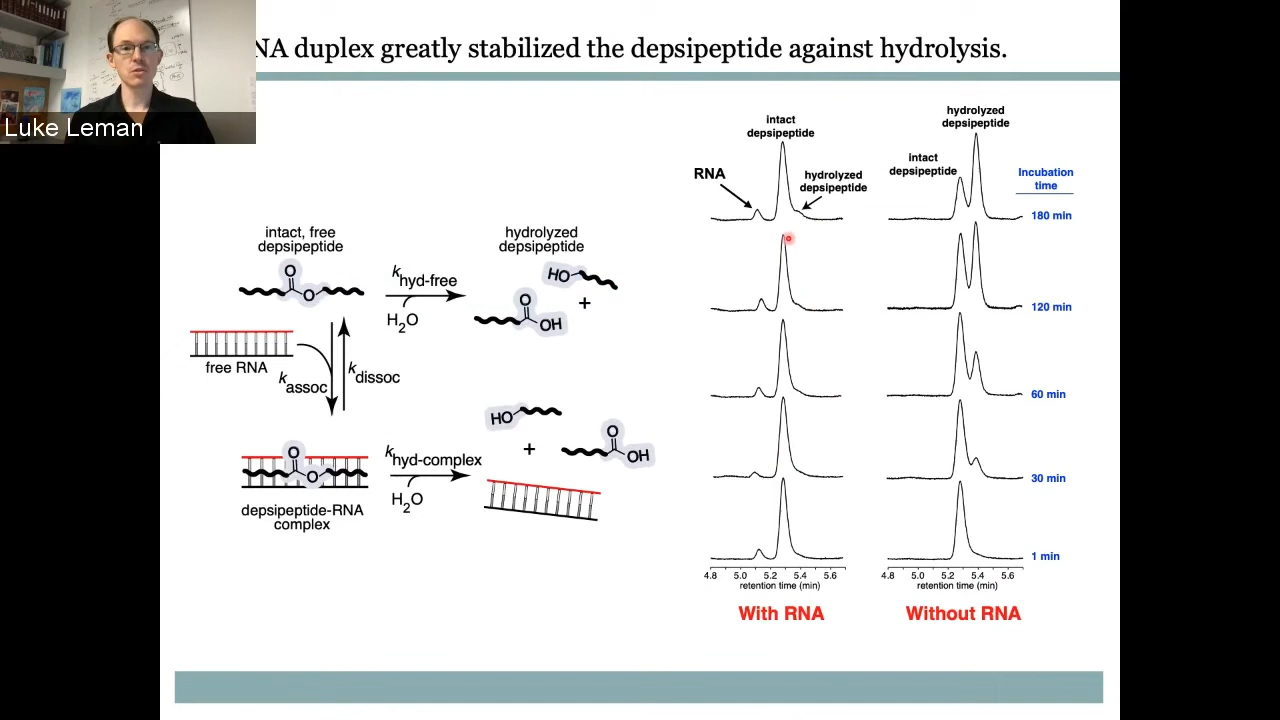 NA duplex greatly stabilized the depsipeptide against hydrolysis.
Luke Leman
intact, free
depsipeptide
O
O
k hyd-free
H2O
hydrolyzed
depsipeptide
HO
+
O
OH
free RNA
k assoc
k dissoc
O
O
depsipeptide-RNA
complex
k hyd-complex
H2O
HO
+
O
OH
intact
depsipeptide
RNA
hydrolyzed
depsipeptide
hydrolyzed
depsipeptide
intact
depsipeptide
Incubation
time
180 min
120 min
60 min
30 min
1 min
4.8 5.0 5.2 5.4 5.6
retention time (min)
With RNA
4.8 5.0 5.2 5.4 5.6
retention time (min)
Without RNA